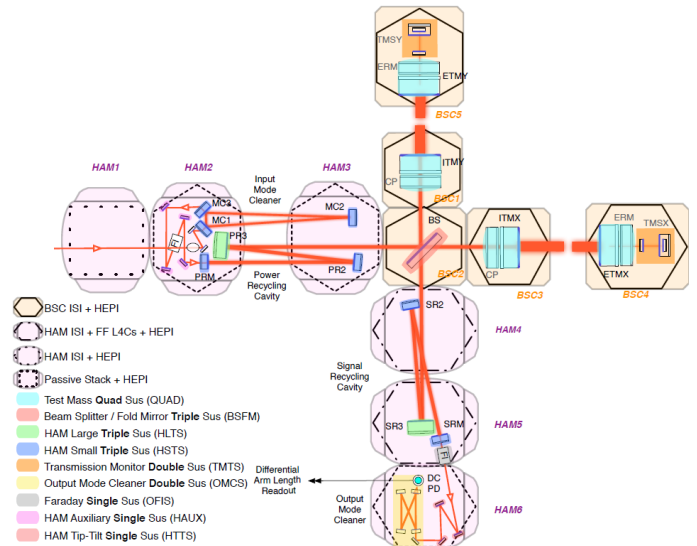 TMSY
ERM
ETMY
BSC5
HAM1
HAM2
Input
Mode
Cleaner
HAM3
ITMY
CP
BSC1
MC3
MC1
MC2
BS
FI
PR3
ITMX
ERM
TMSX
PRM
Power
Recycling
Cavity
PR2
BSC2
CP
BSC3
ETMX
BSC4
BSC ISI + HEPI
HAM ISI + FF L4Cs + HEPI
HAM ISI + HEPI
Passive Stack + HEPI
Test Mass Quad Sus (QUAD)
Beam Splitter / Fold Mirror Triple Sus (BSFM)
HAM Large Triple Sus (HLTS)
HAM Small Triple Sus (HSTS)
Transmission Monitor Double Sus (TMTS)
Output Mode Cleaner Double Sus (OMCS)
Faraday Single Sus (OFIS)
HAM Auxiliary Single Sus (HAUX)
HAM Tip-Tilt Single Sus (HTTS)
SR2
HAM4
Signal
Recycling
Cavity
SR3
SRM
HAM5
FI
Differential
Arm Length
Readout
DC
PD
Output
Mode
Cleaner
HAM6